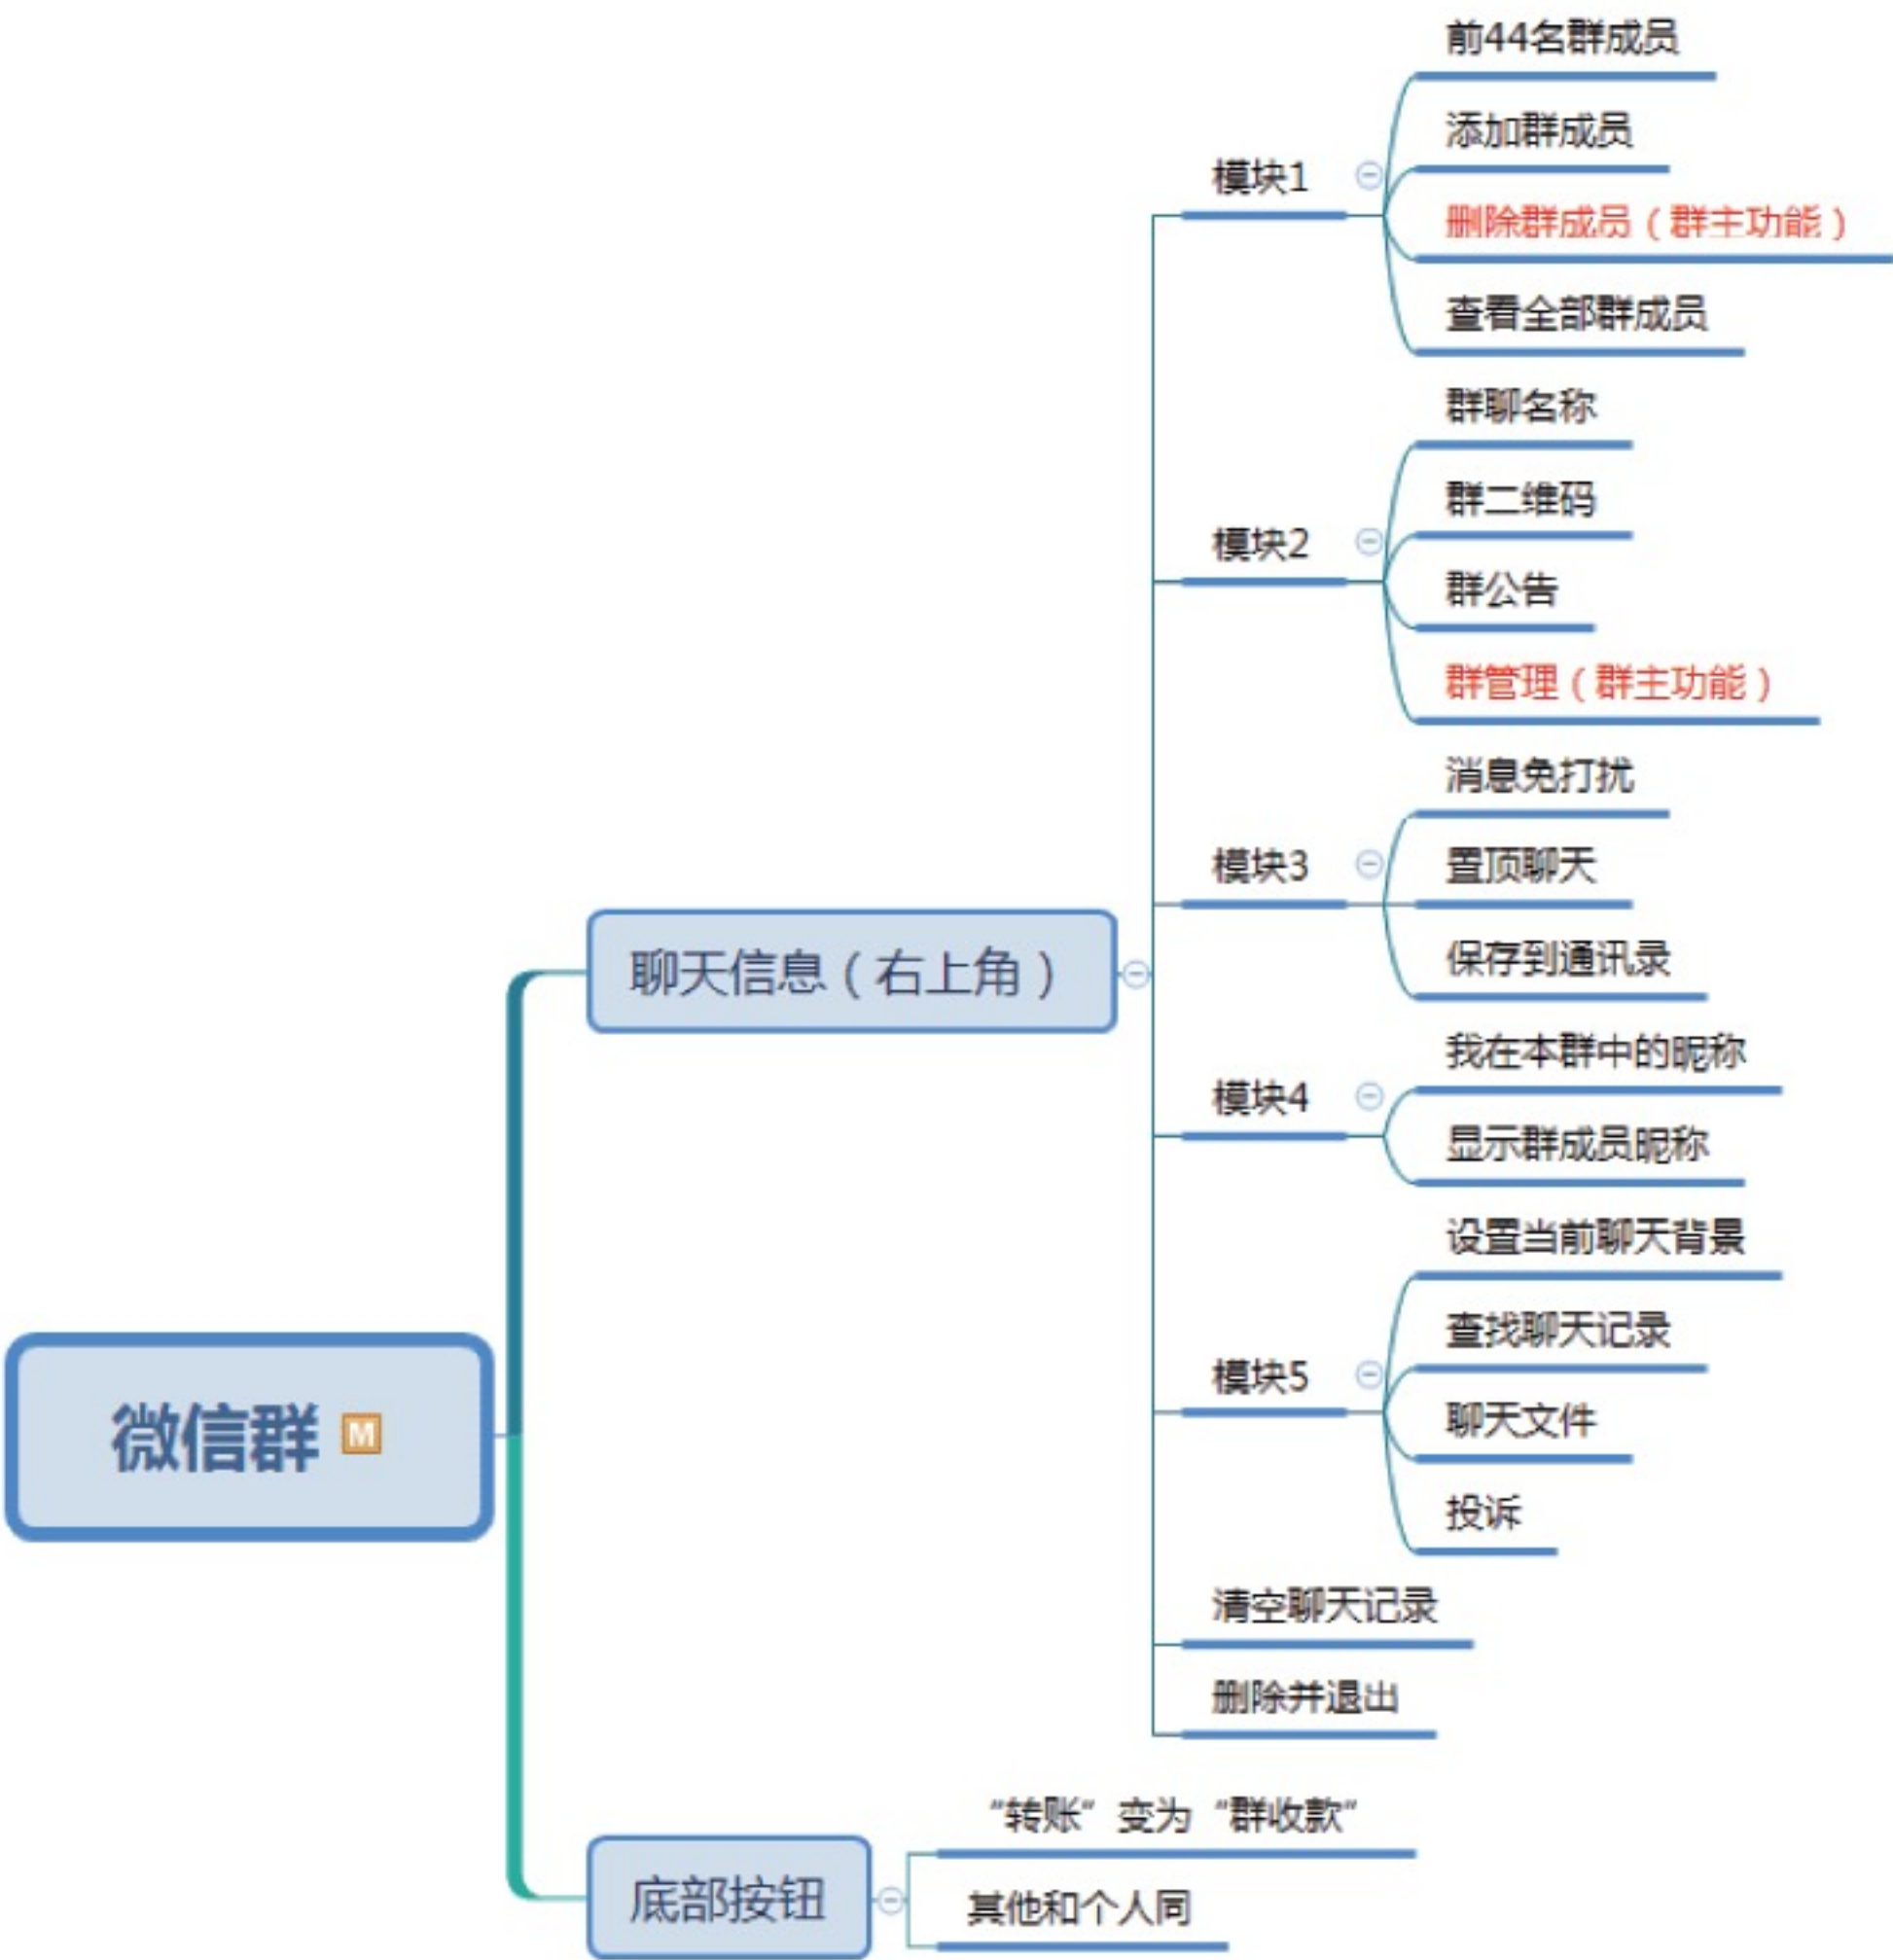 前44名群成员
添加群成员
模块1
删除群成员（群主功能）
查看全部群成员
群聊名称
群二维码
模块2
群公告
群管理（群主功能）
消息免打扰
模块3
置顶聊天
保存到通讯录
聊天信息（右上角）
我在本群中的昵称
模块4
显示群成员昵称
设置当前聊天背景
查找聊天记录
模块5
聊天文件
投诉
微信群 M
清空聊天记录
删除并退出
“转账”变为“群收款”
底部按钮
其他和个人同